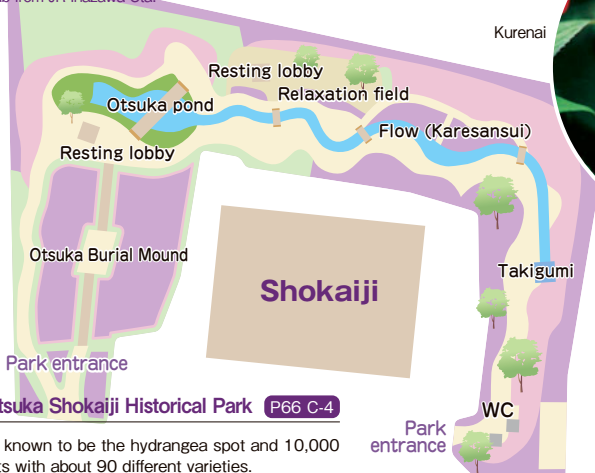 Kurenai
Resting lobby
Relaxation field
Otsuka pond
Flow (Karesansui)
Resting lobby
Otsuka Burial Mound
Takigumi
Shokaiji
Park entrance
Shokaiji Historical Park P66 C-4
WC
Park
entrance
known to be the hydrangea spot and 10,000
with about 90 different varieties.